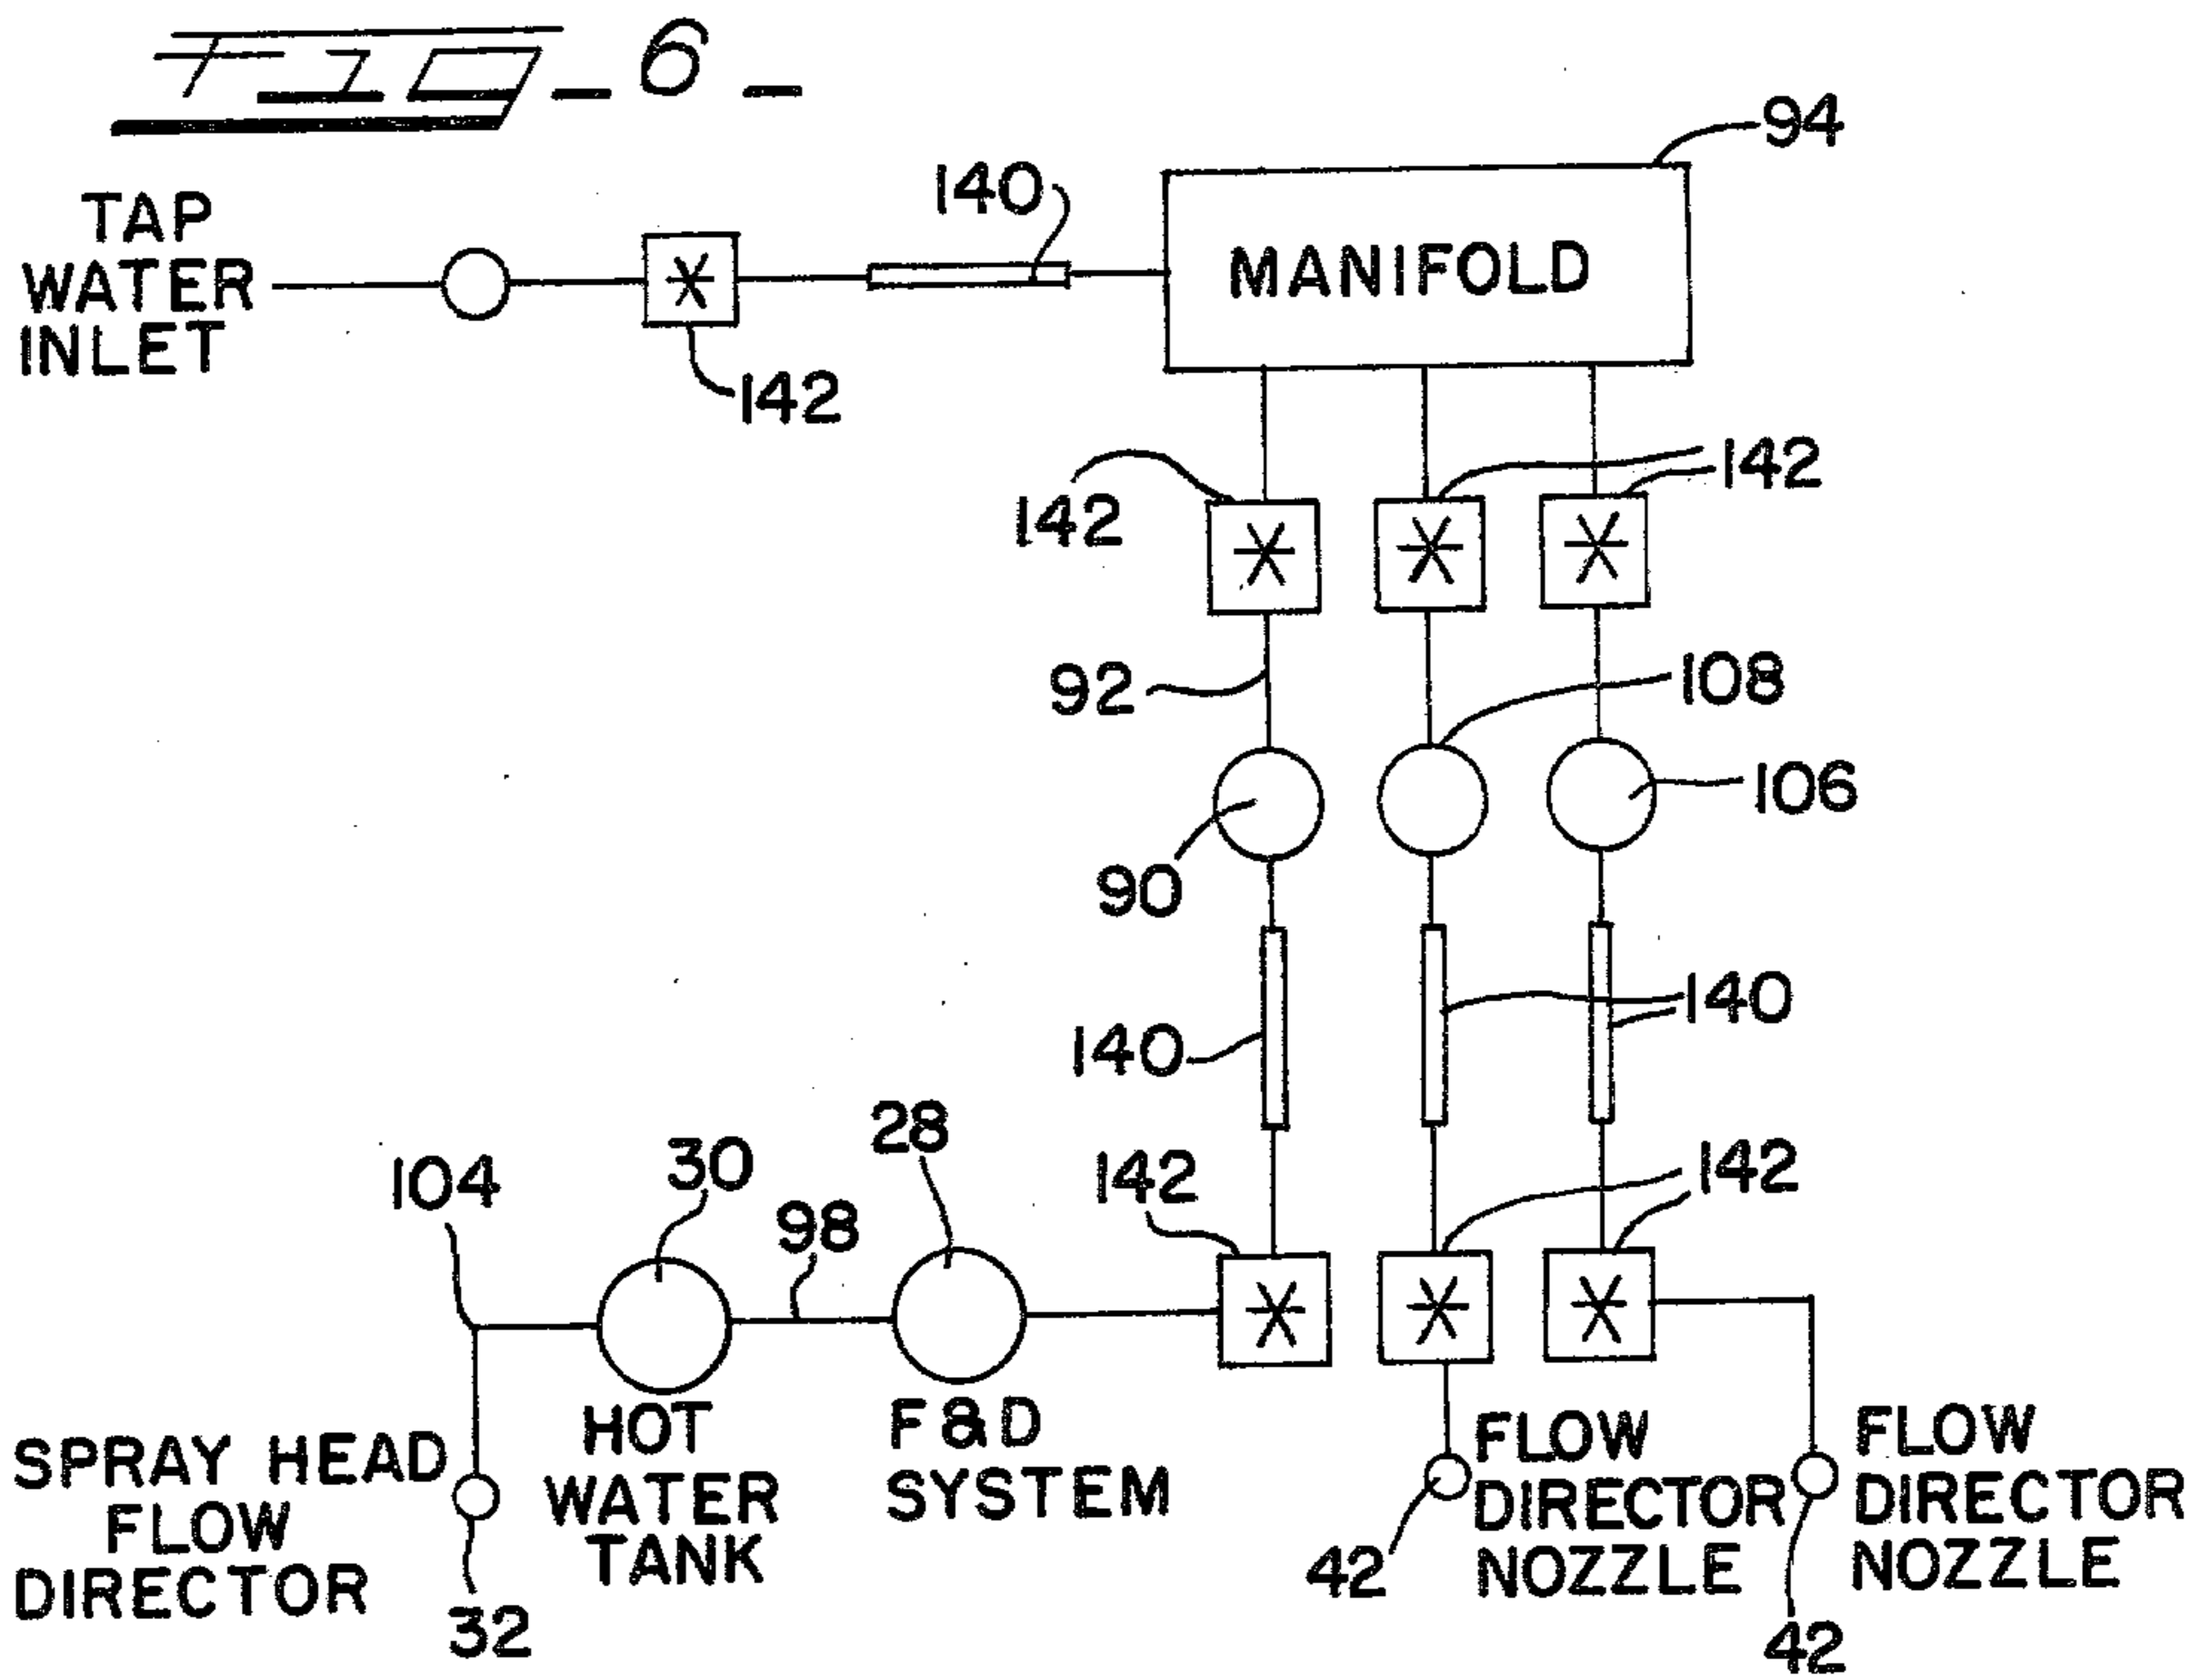 FIG-6-
94
140
TAP
WATER
INLET
MANIFOLD
142
142
142
92
108
106
90
140
140
28
30
104
98
142
142
SPRAY HEAD
FLOW
DIRECTOR
HOT
WATER
TANK
F&D
SYSTEM
FLOW
DIRECTOR
NOZZLE
FLOW
DIRECTOR
NOZZLE
32
42
42